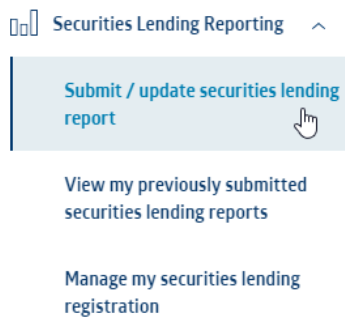 Securities Lending Reporting
Submit / update securities lending
report
View my previously submitted
securities lending reports
Manage my securities lending
registration